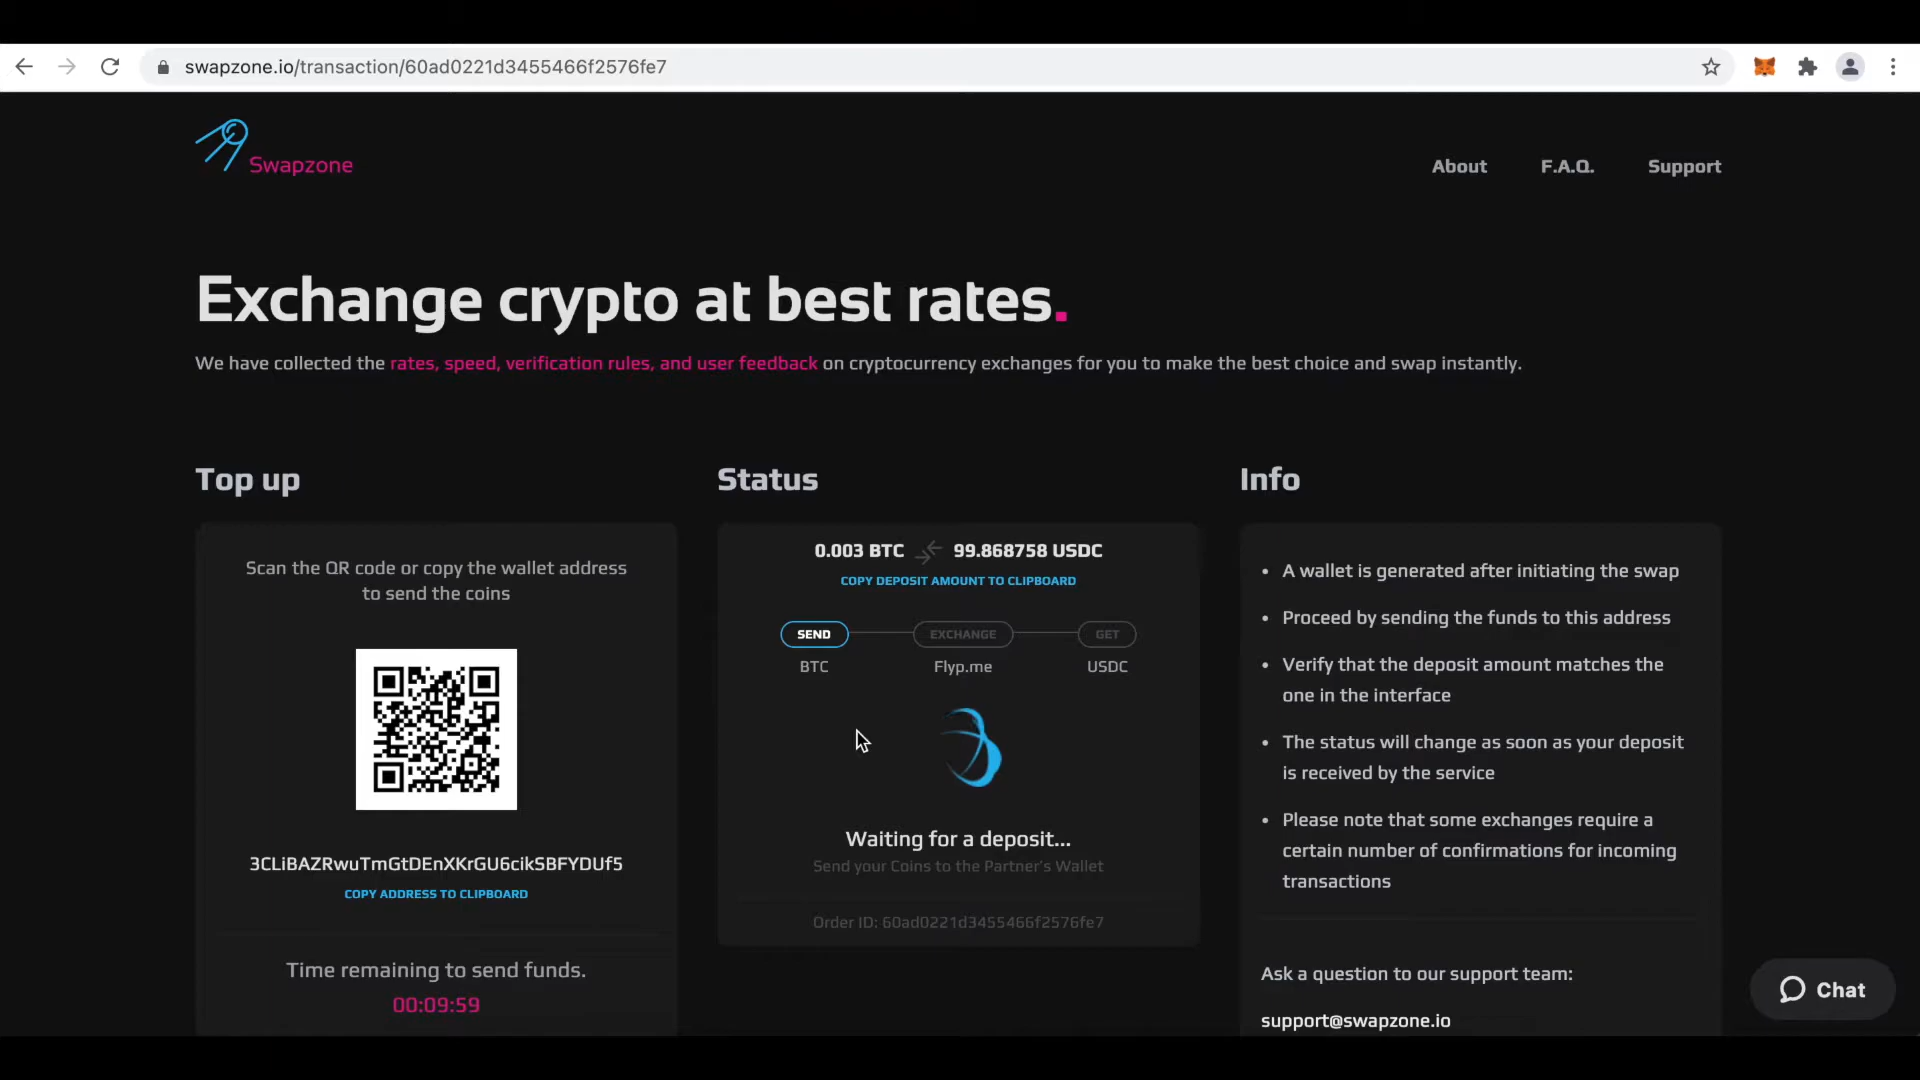 swapzone.io/transaction/60ad0221d3455466f2576fe7
Swapzone
About
F.A.Q.
Support
Exchange crypto at best rates.
We have collected the rates, speed, verification rules, and user feedback on cryptocurrency exchanges for you to make the best choice and swap instantly.
Top up
Scan the QR code or copy the wallet address
to send the coins
3CLiBAZRwuTmGtDEnXKrGU6cikSBFYDUf5
COPY ADDRESS TO CLIPBOARD
Time remaining to send funds.
00:09:59
Status
0.003 BTC 99.868758 USDC
COPY DEPOSIT AMOUNT TO CLIPBOARD
SEND EXCHANGE GET
BTC Flyp.me USDC
Waiting for a deposit...
Send your Coins to the Partner's Wallet
Order ID: 60ad0221d3455466f2576fe7
Info
• A wallet is generated after initiating the swap
• Proceed by sending the funds to this address
• Verify that the deposit amount matches the
one in the interface
• The status will change as soon as your deposit
is received by the service
• Please note that some exchanges require a
certain number of confirmations for incoming
transactions
Ask a question to our support team:
support@swapzone.io
Chat